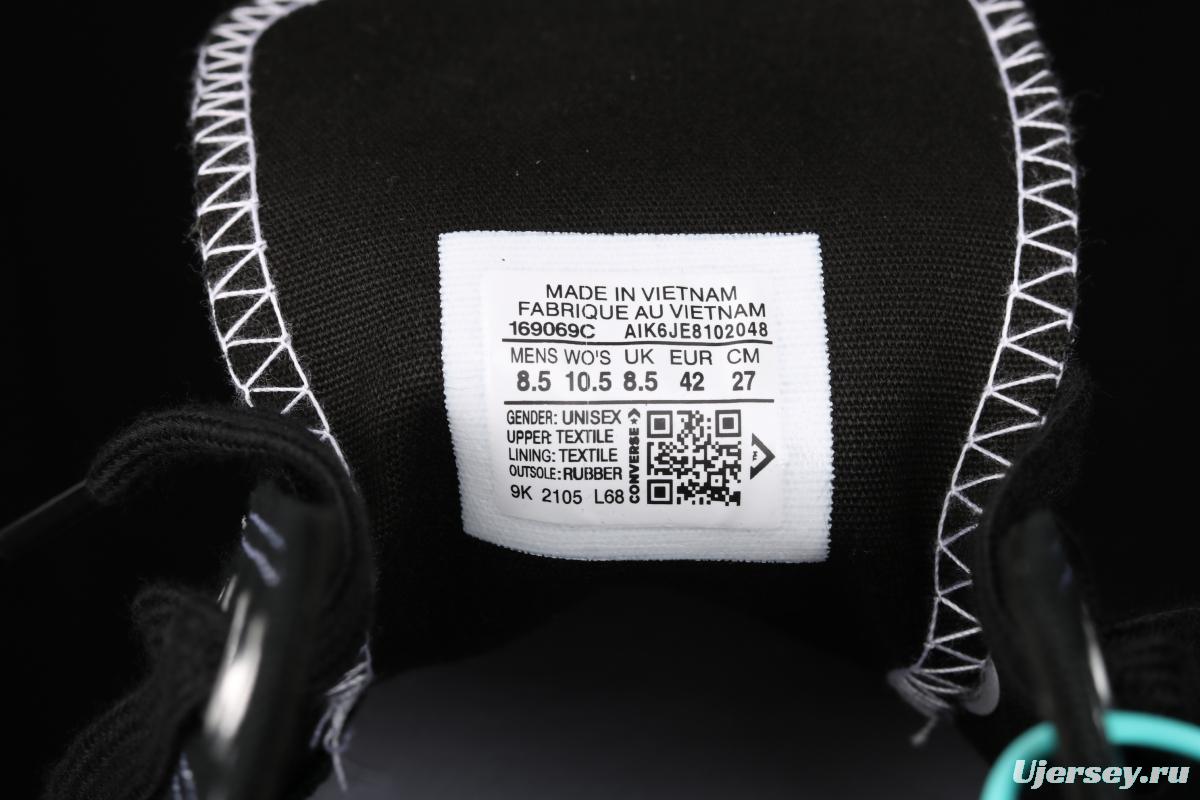 MADE IN VIETNAM
FABRIQUE AU VIETNAM
169069C AIK6JE8102048
MENS WO'S UK EUR CM
8.5 10.5 8.5 42 27
GENDER: UNISEX
UPPER: TEXTILE
LINING: TEXTILE
OUTSOLE: RUBBER
9K 2105 L68
CONVERSE
Ujersey.ru